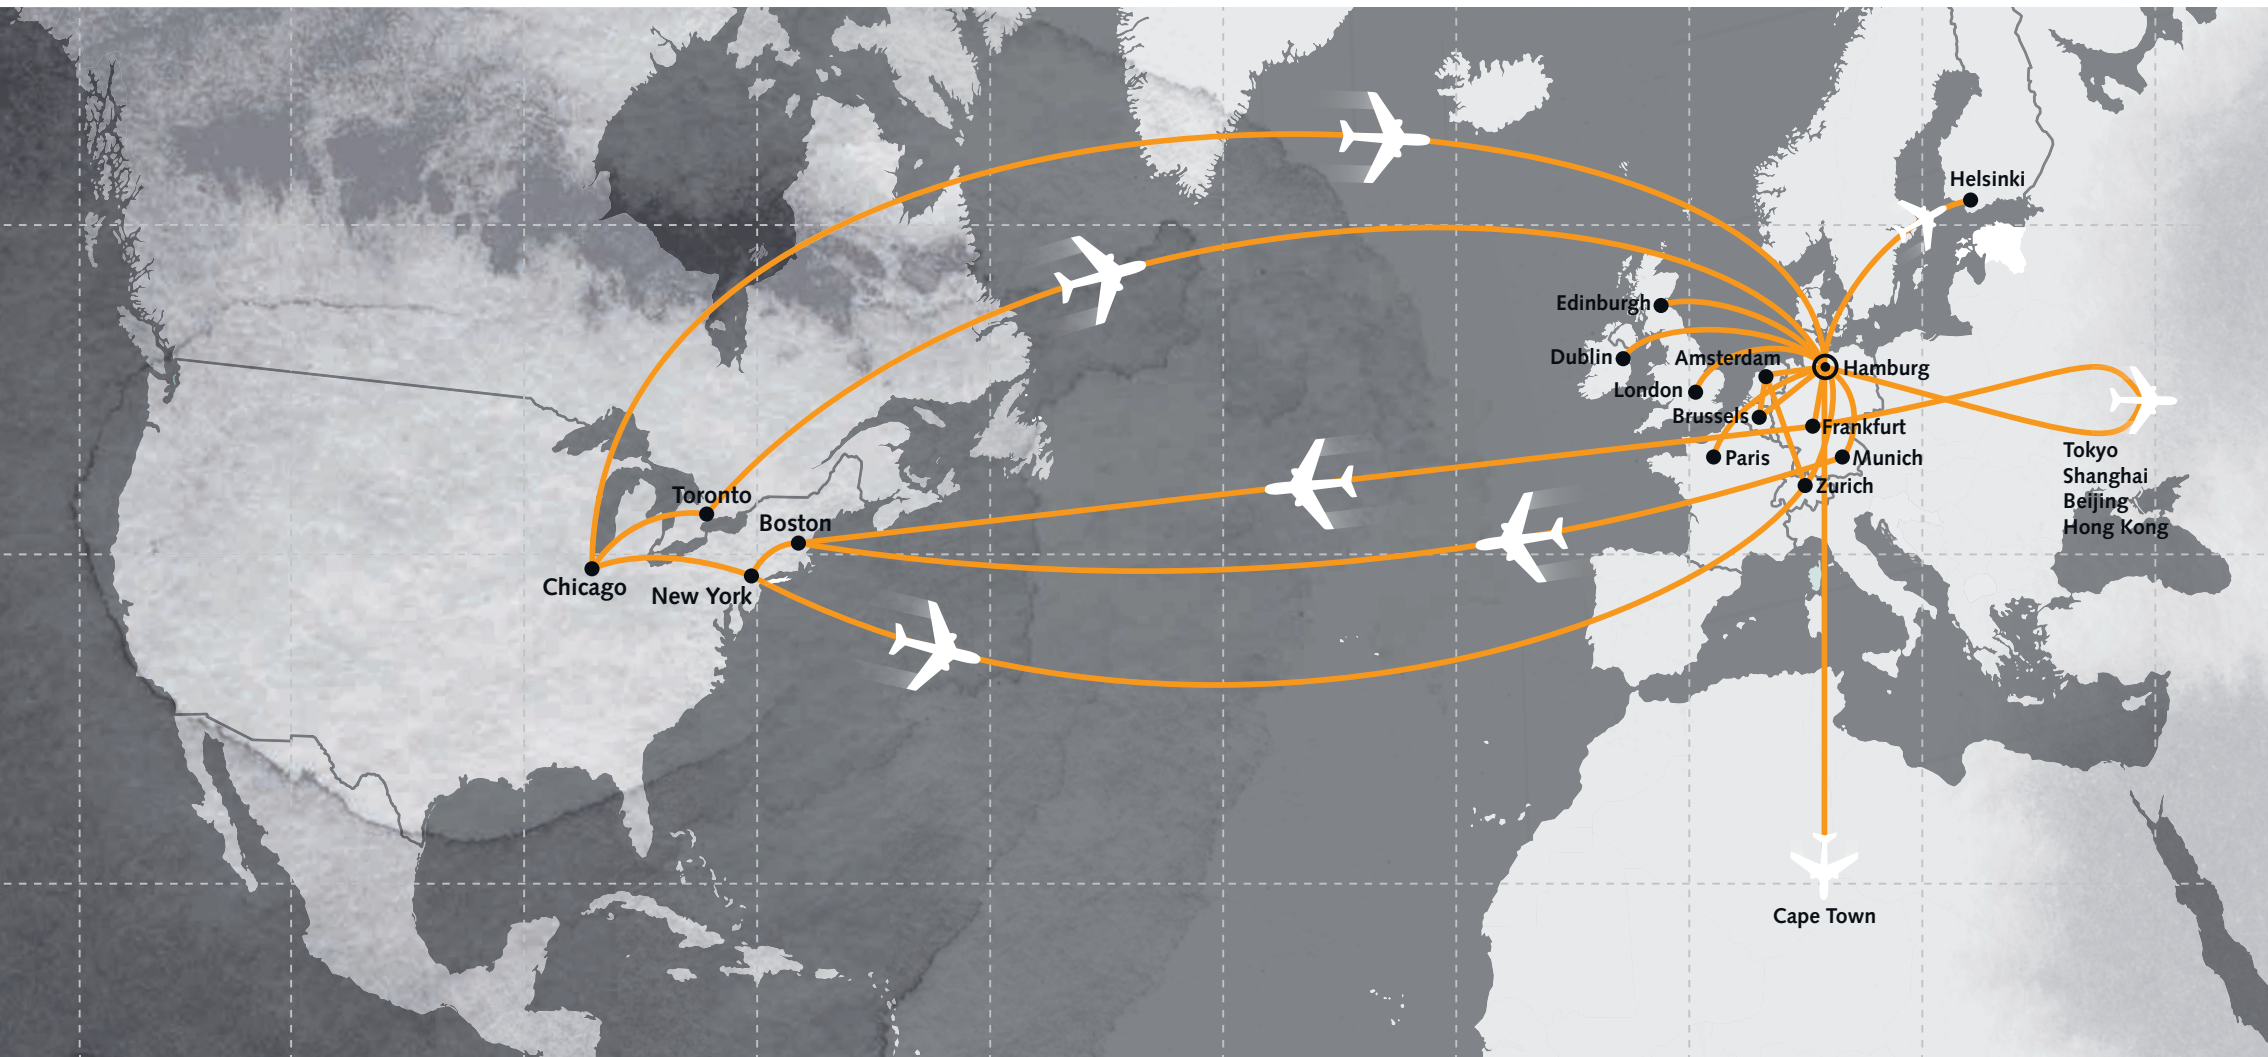 Helsinki
Edinburgh
Dublin
Amsterdam
Hamburg
London
Brussels
Frankfurt
Paris
Munich
Zurich
Tokyo
Shanghai
Beijing
Hong Kong
Toronto
Boston
Chicago
New York
Cape Town